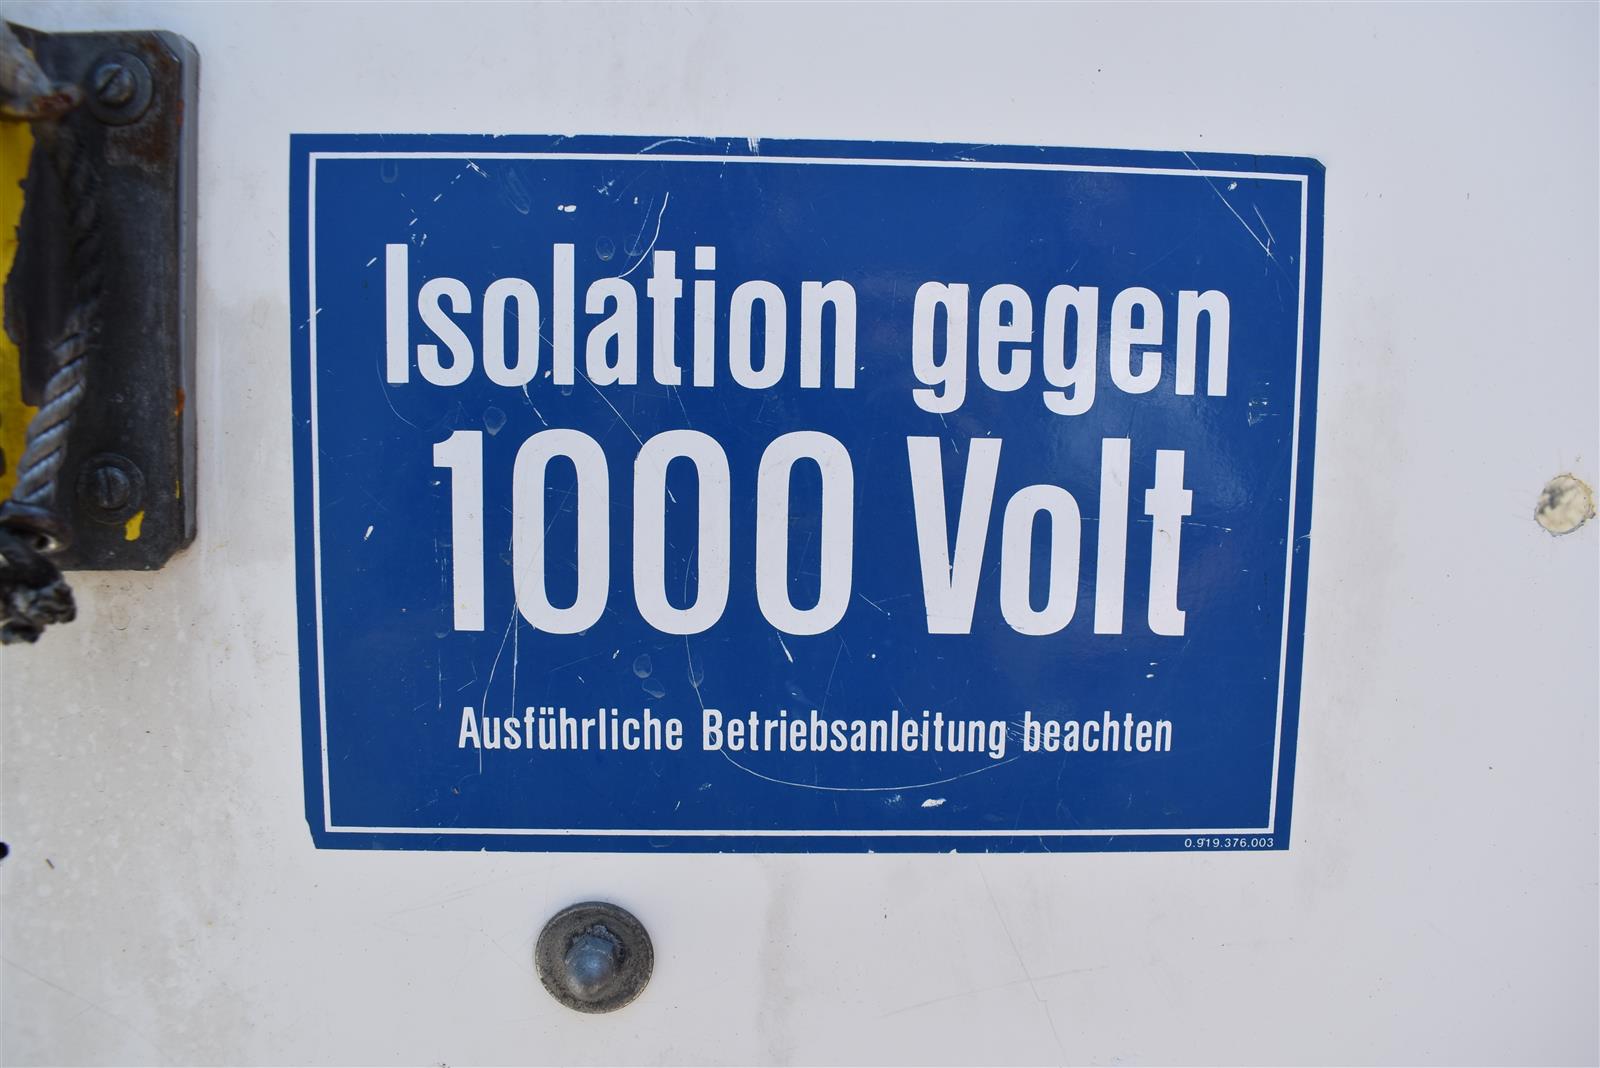 Isolation gegen
1000 Volt
Ausführliche Betriebsanleitung beachten
0.919.376.003